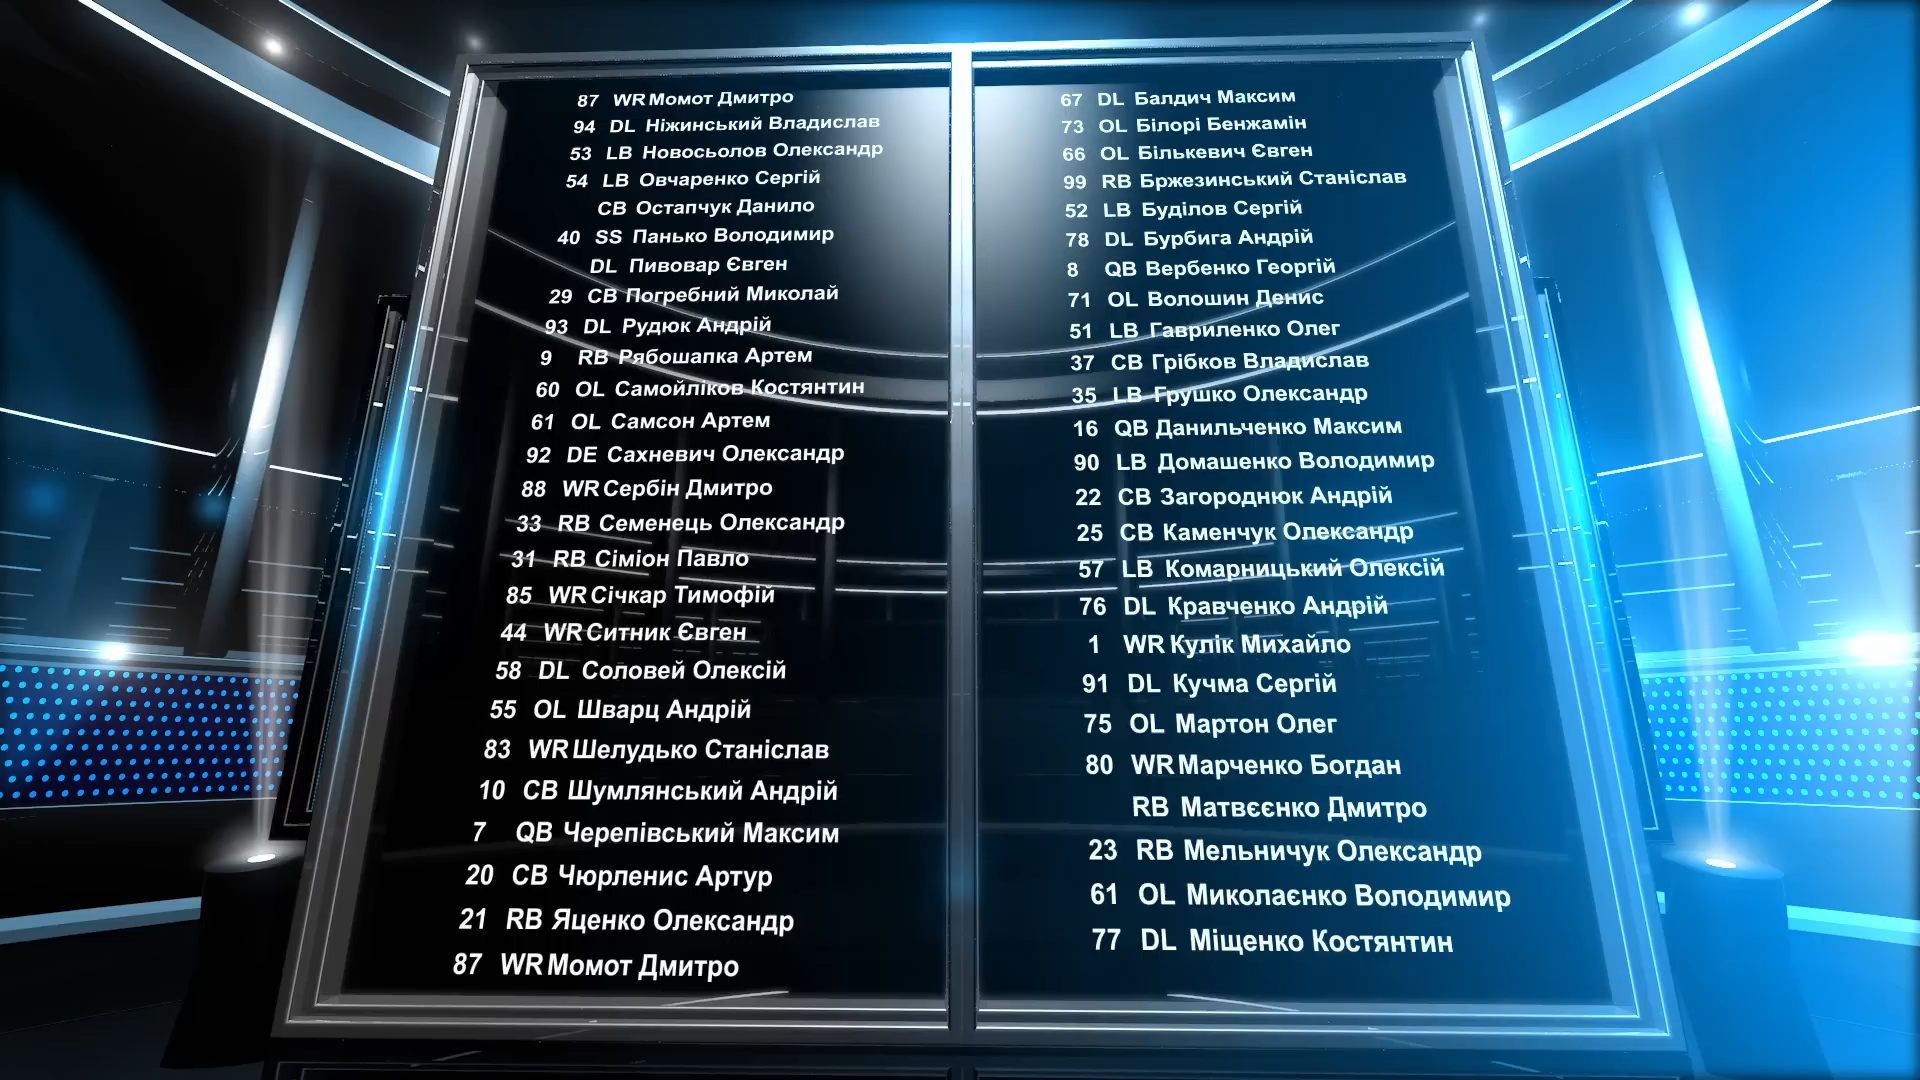 87 WR Момот Дмитро
94 DL Ніжинський Владислав
53 LB Новосьолов Олександр
54 LB Овчаренко Сергій
CB Остапчук Данило
40 SS Панько Володимир
DL Пивовар Євген
29 CB Погребний Миколай
93 DL Рудюк Андрій
9 RB Рябошапка Артем
60 OL Самойліков Костянтин
61 OL Самсон Артем
92 DE Сахневич Олександр
88 WR Сербін Дмитро
33 RB Семенець Олександр
31 RB Сіміон Павло
85 WR Січкар Тимофій
44 WR Ситник Євген
58 DL Соловей Олексій
55 OL Шварц Андрій
83 WR Шелудько Станіслав
10 CB Шумлянський Андрій
7 QB Черепівський Максим
20 CB Чюрленис Артур
21 RB Яценко Олександр
87 WR Момот Дмитро
67 DL Балдич Максим
73 OL Білорі Бенжамін
66 OL Бількевич Євген
99 RB Бржезинський Станіслав
52 LB Буділов Сергій
78 DL Бурбига Андрій
8 QB Вербенко Георгій
71 OL Волошин Денис
51 LB Гавриленко Олег
37 CB Грібков Владислав
35 LB Грушко Олександр
16 QB Данильченко Максим
90 LB Домашенко Володимир
22 CB Загороднюк Андрій
25 CB Каменчук Олександр
57 LB Комарницький Олексій
76 DL Кравченко Андрій
1 WR Кулік Михайло
91 DL Кучма Сергій
75 OL Мартон Олег
80 WR Марченко Богдан
RB Матвєєнко Дмитро
23 RB Мельничук Олександр
61 OL Миколаєнко Володимир
77 DL Міщенко Костянтин